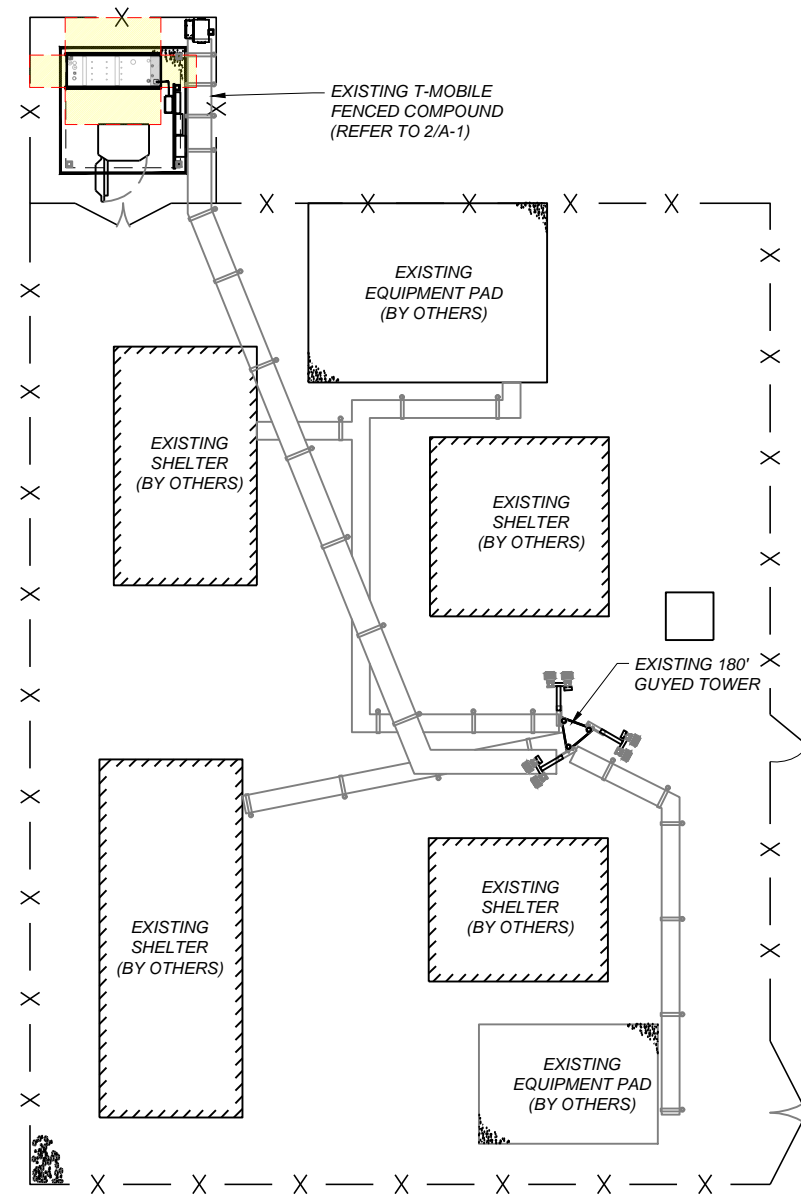 EXISTING T-MOBILE
FENCED COMPOUND
(REFER TO 2/A-1)
EXISTING
EQUIPMENT PAD
(BY OTHERS)
EXISTING
SHELTER
(BY OTHERS)
EXISTING
SHELTER
(BY OTHERS)
EXISTING 180'
GUYED TOWER
EXISTING
SHELTER
(BY OTHERS)
EXISTING
SHELTER
(BY OTHERS)
EXISTING
EQUIPMENT PAD
(BY OTHERS)